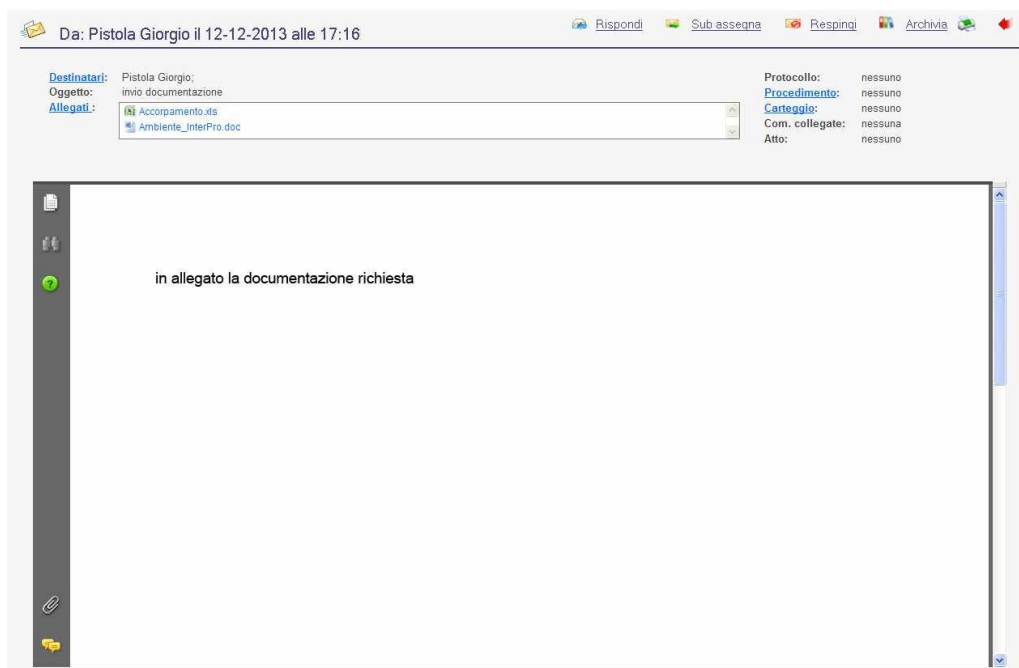 Da: Pistola Giorgio il 12-12-2013 alle 17:16
Rispondi Sub assegna Respingi Archivia
Destinatari: Pistola Giorgio;
Oggetto: invio documentazione
Allegati : Accorpamento.xls
Ambiente_InterPro.doc
Protocollo: nessuno
Procedimento: nessuno
Carteggio: nessuno
Com. collegate: nessuna
Atto: nessuno
in allegato la documentazione richiesta